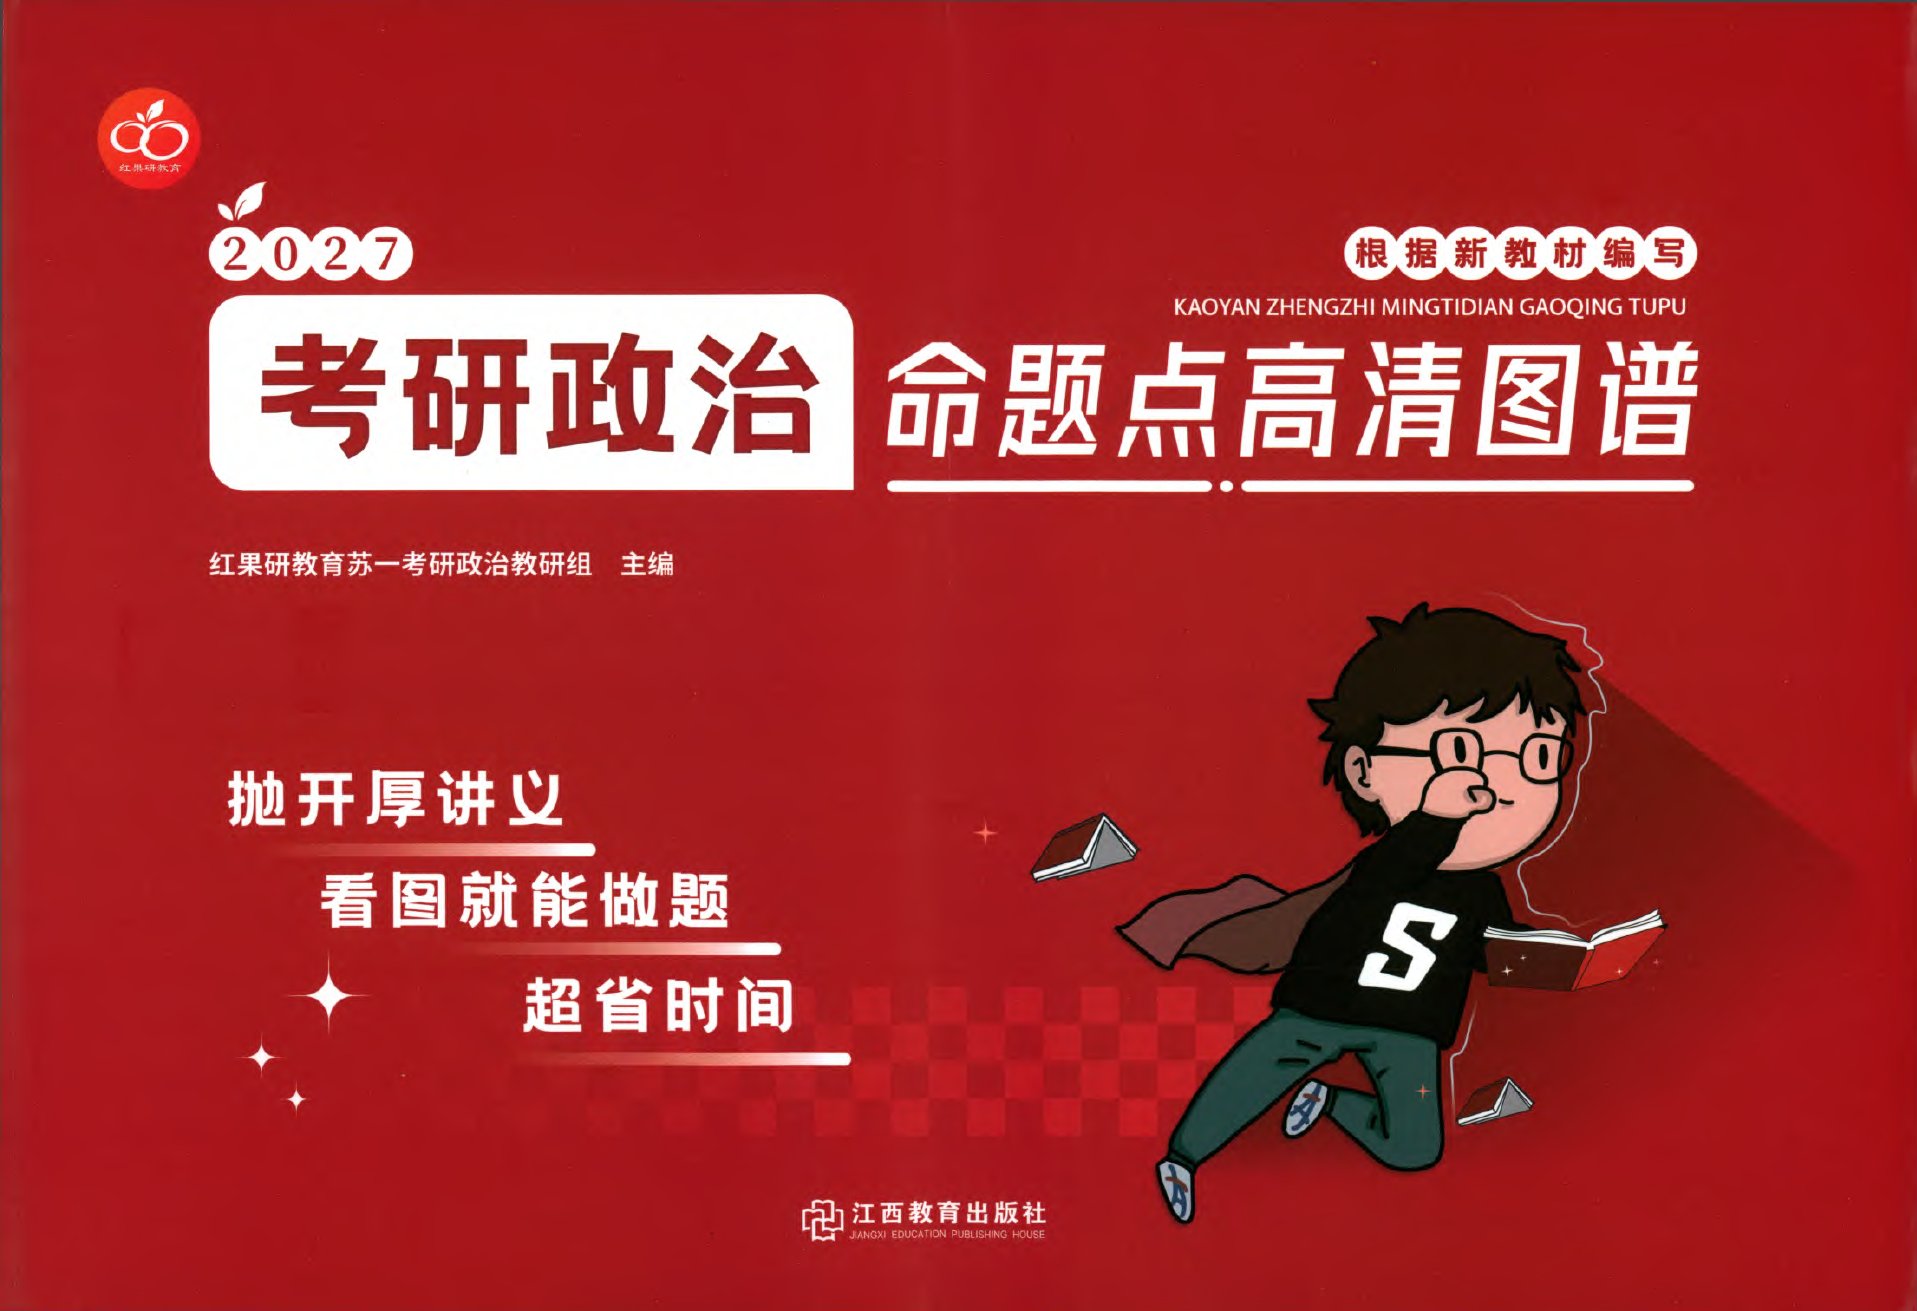 红果研教育
2027
根据新教材编写
KAOYAN ZHENGZHI MINGTIDIAN GAOQING TUPU
考研政治
命题点高清图谱
红果研教育苏一考研政治教研组 主编
抛开厚讲义
看图就能做题
超省时间
S
江西教育出版社
JIANGXI EDUCATION PUBLISHING HOUSE